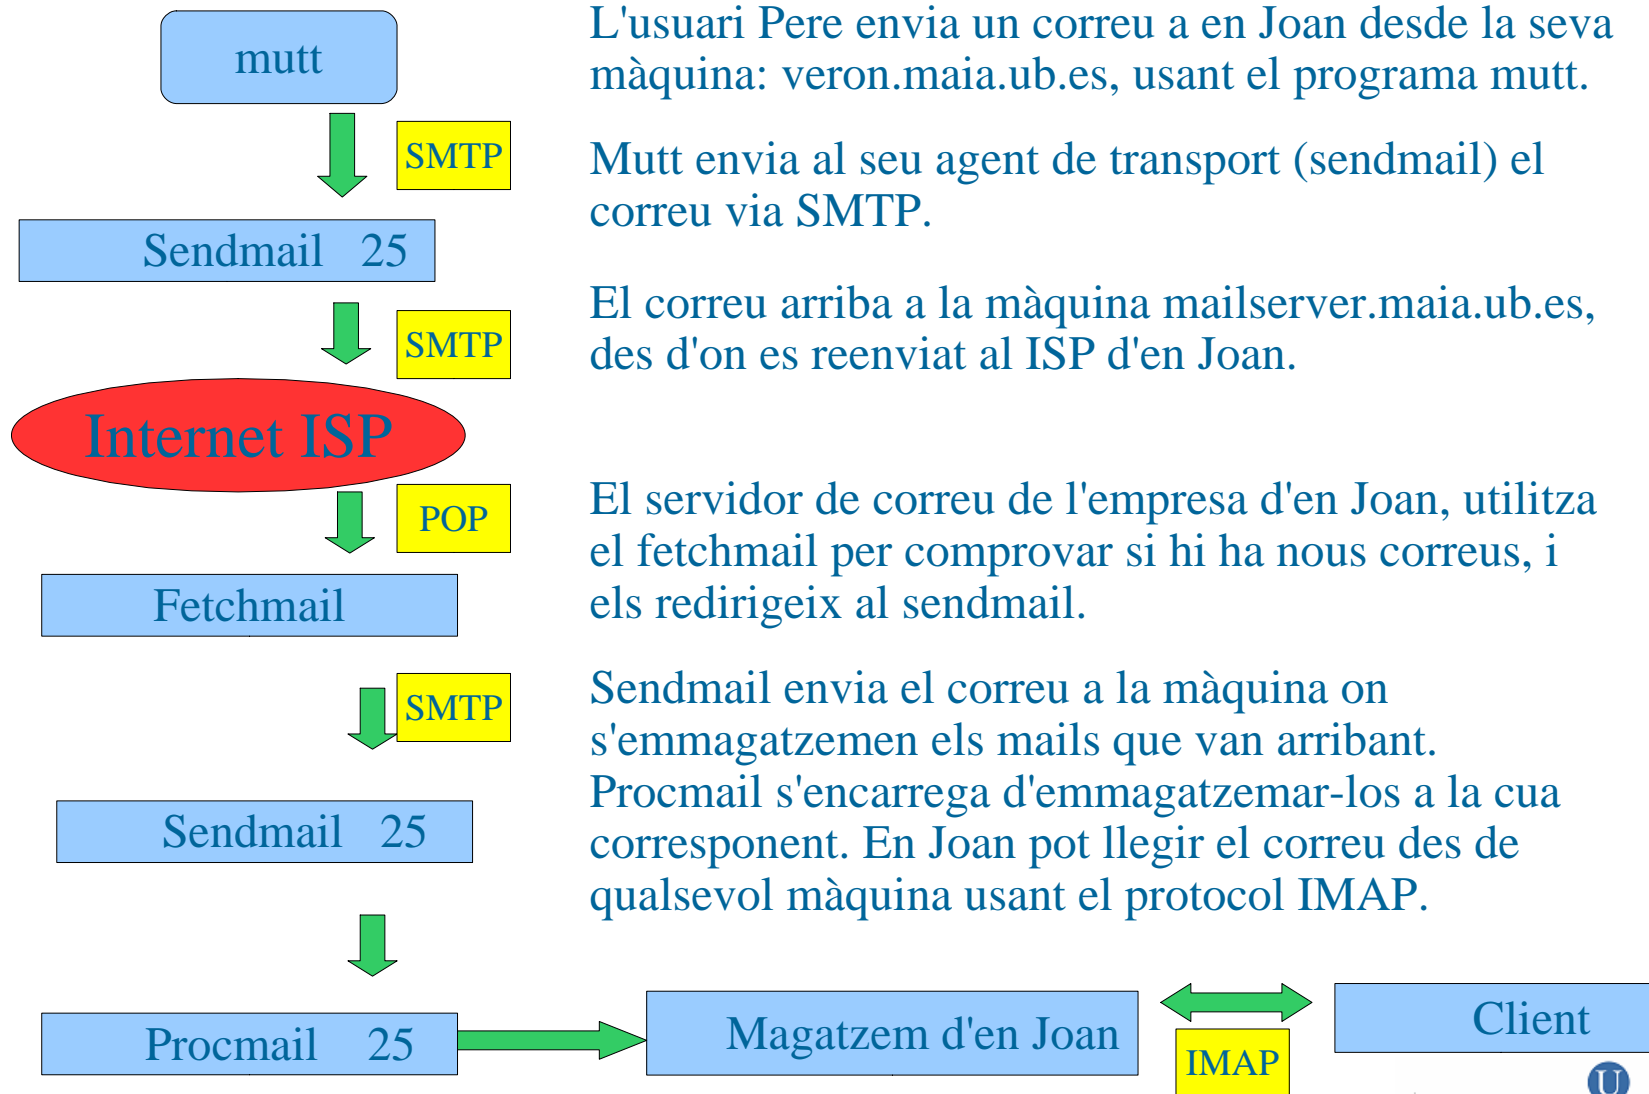 mutt
L'usuari Pere envia un correu a en Joan desde la seva
màquina: veron.maia.ub.es, usant el programa mutt.
SMTP
Mutt envia al seu agent de transport (sendmail) el
correu via SMTP.
Sendmail 25
SMTP
El correu arriba a la màquina mailserver.maia.ub.es,
des d'on es reenviat al ISP d'en Joan.
Internet ISP
POP
El servidor de correu de l'empresa d'en Joan, utilitza
el fetchmail per comprovar si hi ha nous correus, i
els redirigeix al sendmail.
Fetchmail
SMTP
Sendmail envia el correu a la màquina on
s'emmagatzemen els mails que van arribant.
Procmail s'encarrega d'emmagatzemar-los a la cua
corresponent. En Joan pot llegir el correu des de
qualsevol màquina usant el protocol IMAP.
Sendmail 25
Procmail 25
Magatzem d'en Joan
IMAP
Client
U